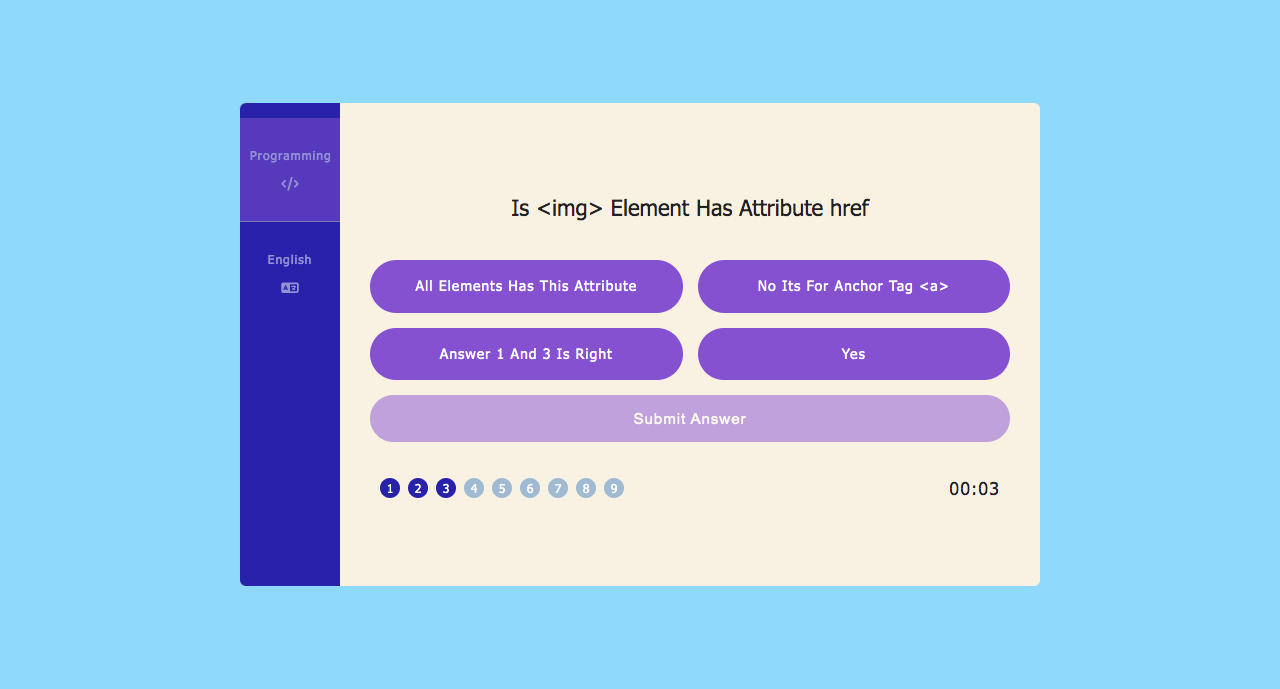 Programming
English
Is <img> Element Has Attribute href
All Elements Has This Attribute
No Its For Anchor Tag <a>
Answer 1 And 3 Is Right
Yes
Submit Answer
1 2 3 4 5 6 7 8 9
00:03